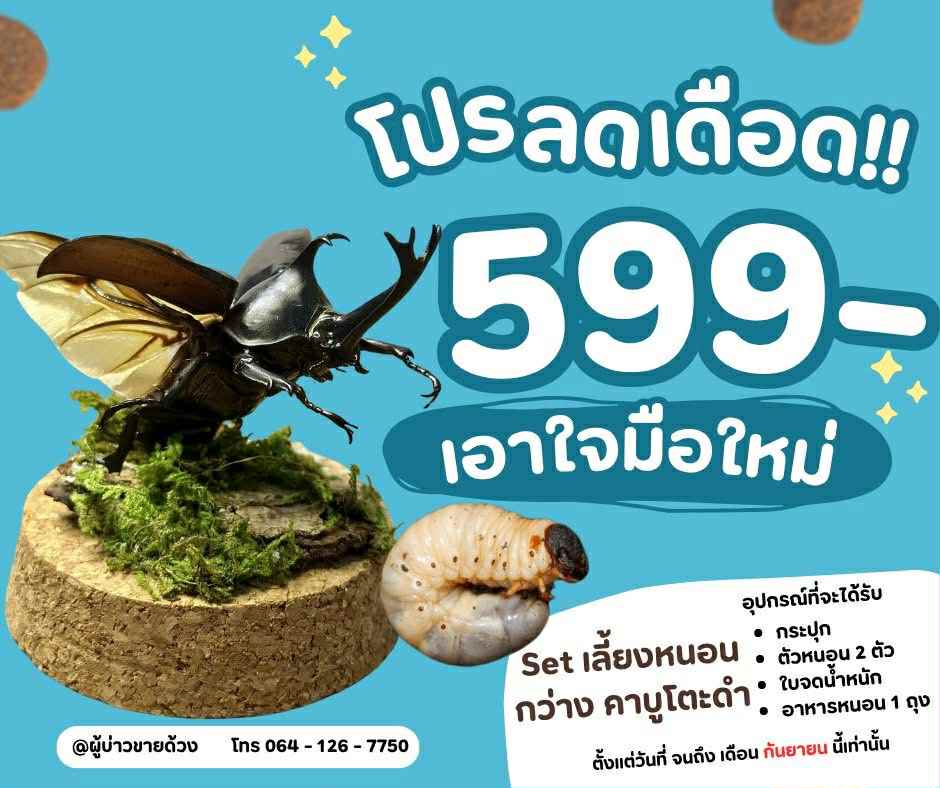 โปรลดเดือด!!
599-
เอาใจมือใหม่
Set เลี้ยงหนอน
กว่าง คาบูโตะดำ
อุปกรณ์ที่จะได้รับ
• กระปุก
• ตัวหนอน 2 ตัว
• ใบจดน้ำหนัก
• อาหารหนอน 1 ถุง
ตั้งแต่วันที่ จนถึง เดือน กันยายน นี้เท่านั้น
@ผู้บ่าวขายด้วง โทร 064 - 126 - 7750